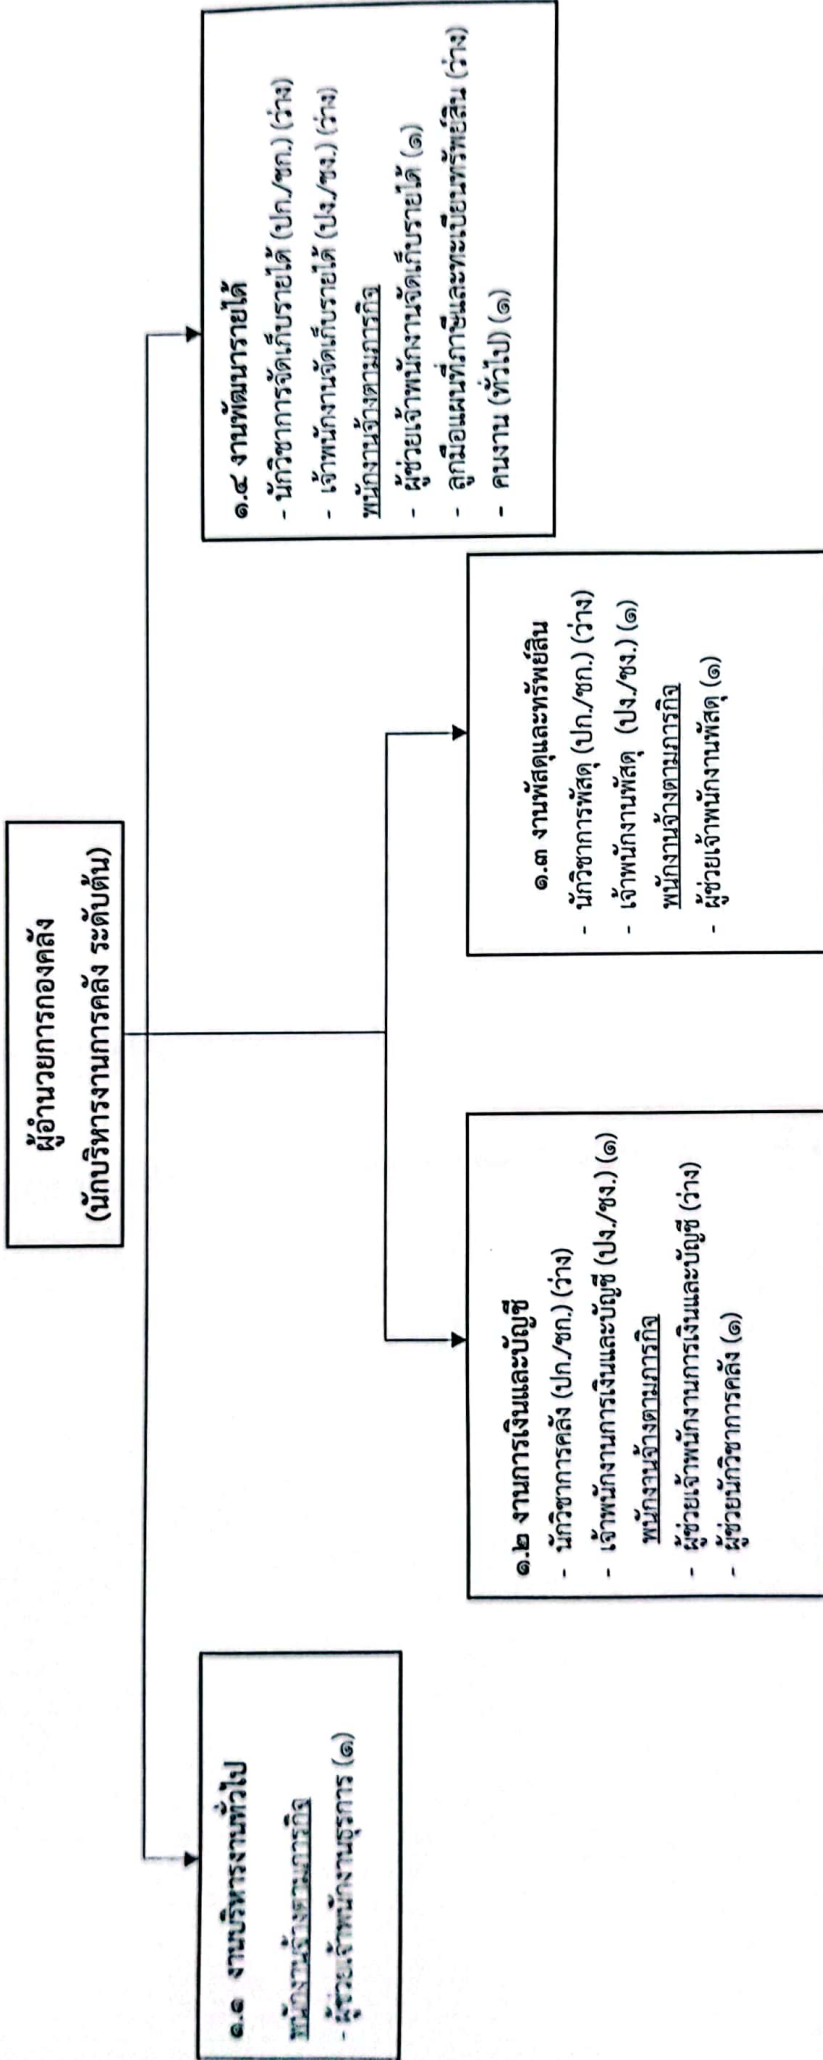 ผู้อำนวยการกองคลัง
(นักบริหารงานการคลัง ระดับต้น)
๑.๑ งานบริหารงานทั่วไป
พนักงานจ้างตามภารกิจ
- ผู้ช่วยเจ้าพนักงานธุรการ (๑)
๑.๒ งานการเงินและบัญชี
- นักวิชาการคลัง (ปก./ชก.) (ว่าง)
- เจ้าพนักงานการเงินและบัญชี (ปง./ชง.) (๑)
พนักงานจ้างตามภารกิจ
- ผู้ช่วยเจ้าพนักงานการเงินและบัญชี (ว่าง)
- ผู้ช่วยนักวิชาการคลัง (๑)
๑.๓ งานพัสดุและทรัพย์สิน
- นักวิชาการพัสดุ (ปก./ชก.) (ว่าง)
- เจ้าพนักงานพัสดุ (ปง./ชง.) (๑)
พนักงานจ้างตามภารกิจ
- ผู้ช่วยเจ้าพนักงานพัสดุ (๑)
๑.๔ งานพัฒนารายได้
- นักวิชาการจัดเก็บรายได้ (ปก./ชก.) (ว่าง)
- เจ้าพนักงานจัดเก็บรายได้ (ปง./ชง.) (ว่าง)
พนักงานจ้างตามภารกิจ
- ผู้ช่วยเจ้าพนักงานจัดเก็บรายได้ (๑)
- ลูกมือแผนที่ภาษีและทะเบียนทรัพย์สิน (ว่าง)
- คนงาน (ทั่วไป) (๑)